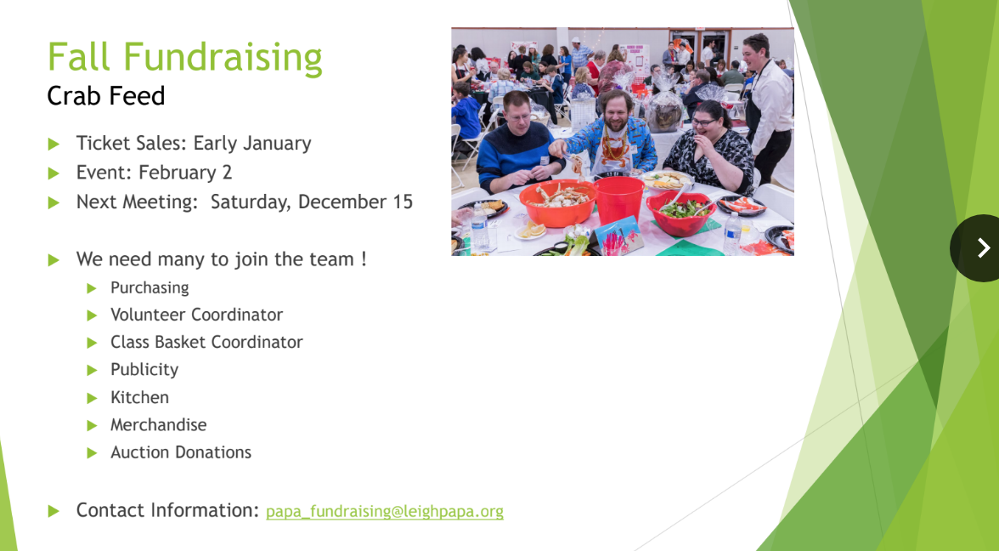 Fall Fundraising
Crab Feed
Ticket Sales: Early January
Event: February 2
Next Meeting:  Saturday, December 15
We need many to join the team !
Purchasing
Volunteer Coordinator
Class Basket Coordinator
Publicity
Kitchen
Merchandise
Auction Donations
Contact Information: papa_fundraising@leighpapa.org